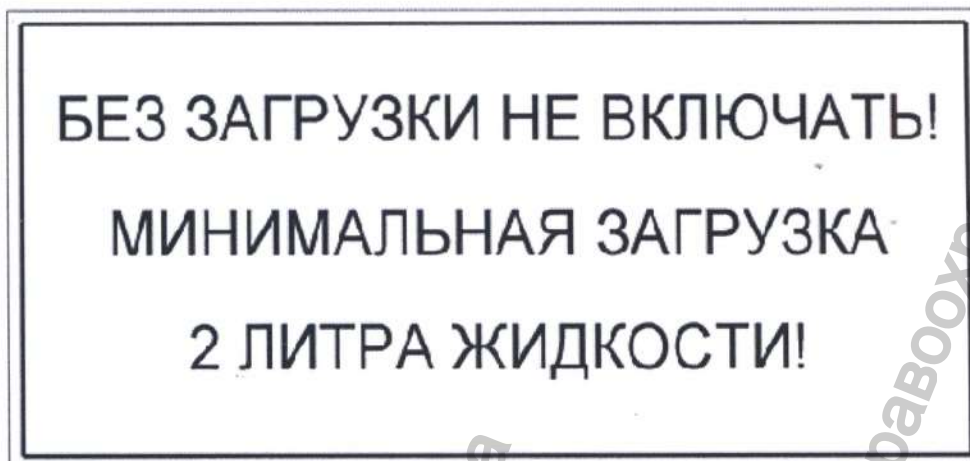 БЕЗ ЗАГРУЗКИ НЕ ВКЛЮЧАТЬ!
МИНИМАЛЬНАЯ ЗАГРУЗКА
2 ЛИТРА ЖИДКОСТИ!